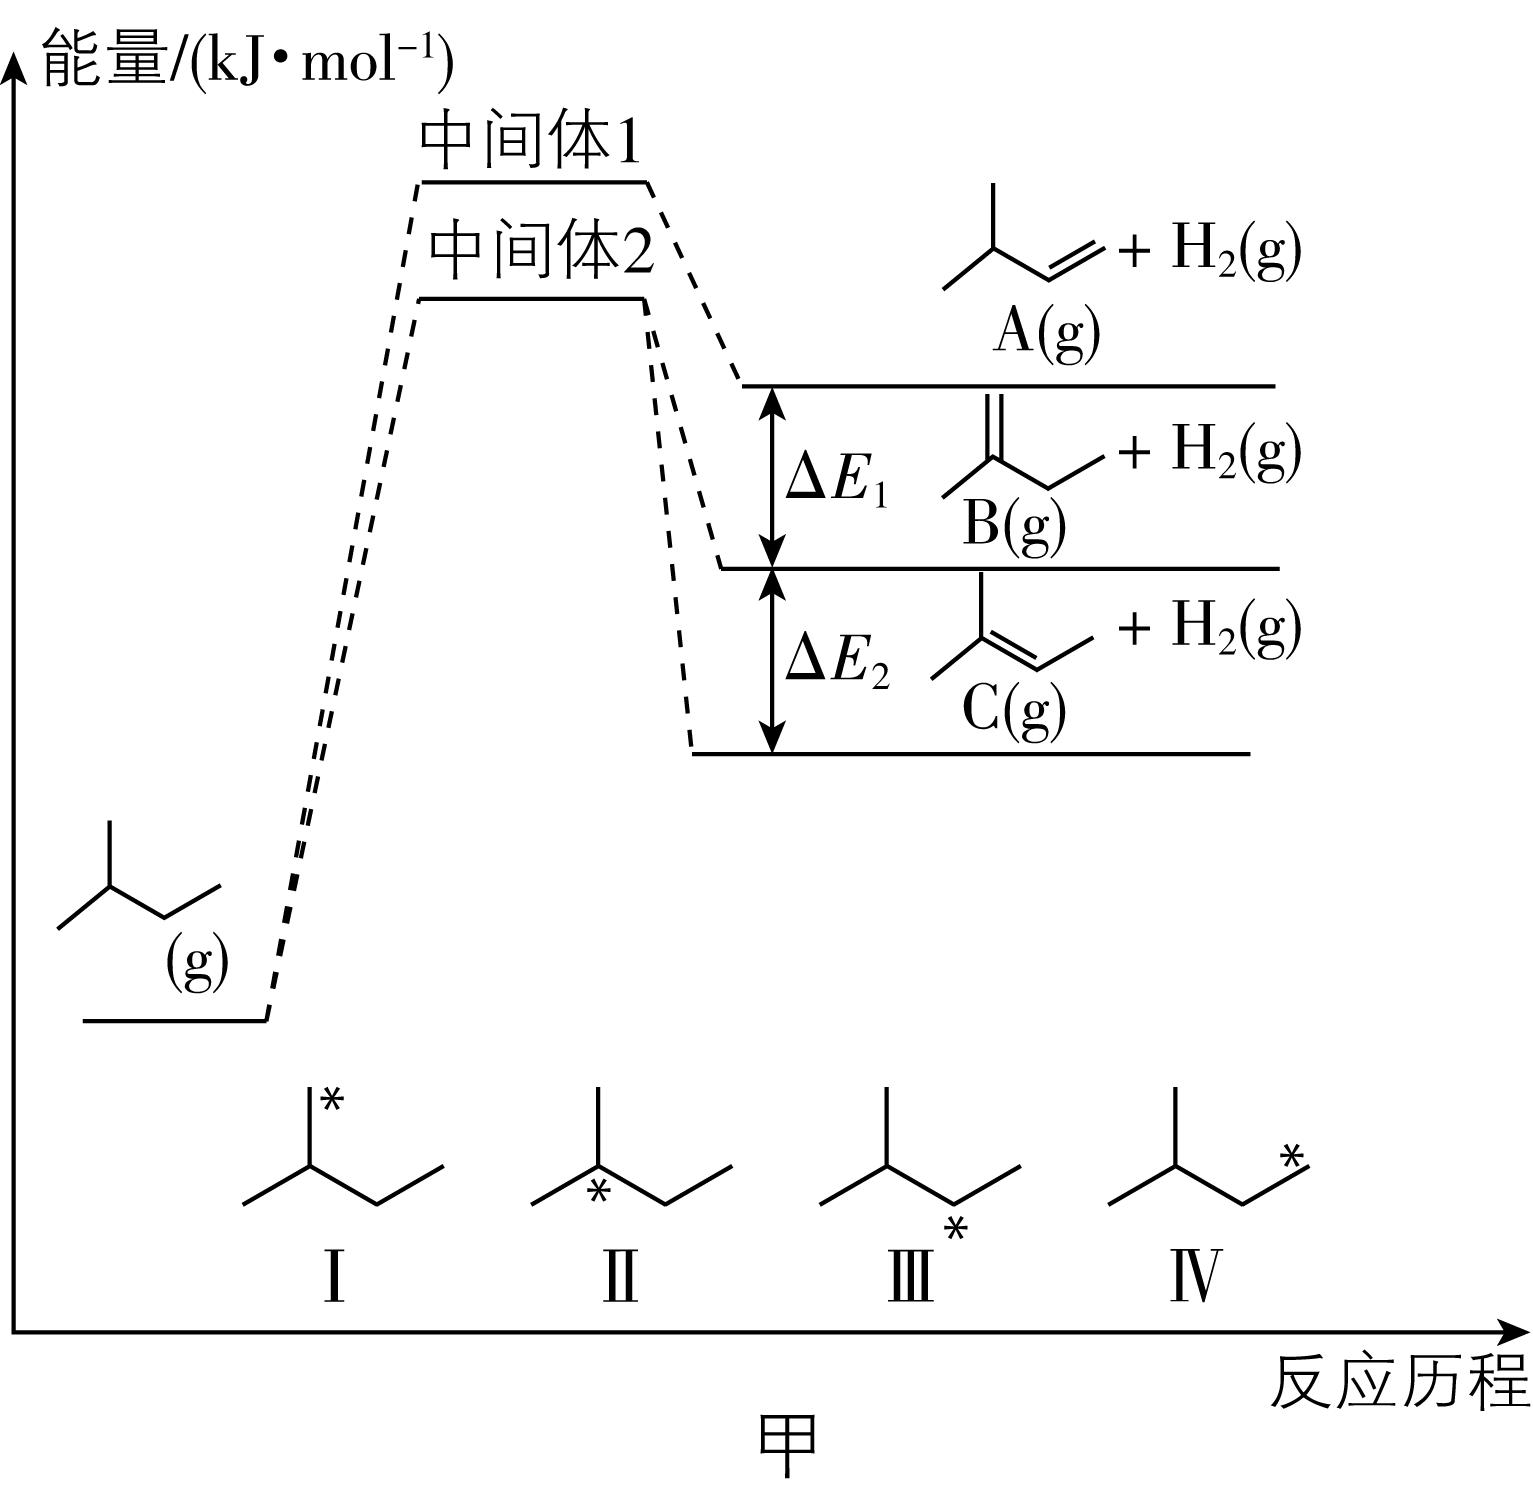 能量/(kJ•mol⁻¹)
中间体1
中间体2
+ H₂(g)
A(g)
+ H₂(g)
ΔE₁
B(g)
+ H₂(g)
ΔE₂
C(g)
(g)
*
*
*
*
Ⅰ Ⅱ Ⅲ Ⅳ
反应历程
甲